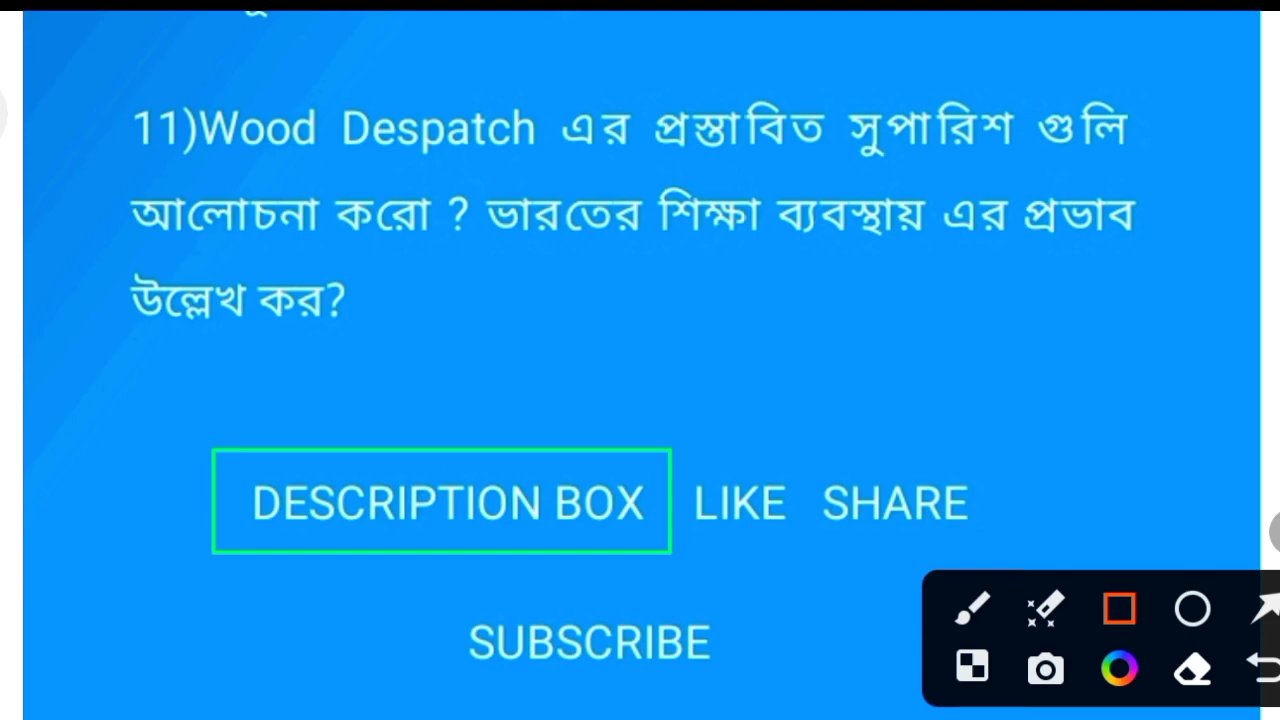 11)Wood Despatch এর প্রস্তাবিত সুপারিশ গুলি
আলোচনা করো ? ভারতের শিক্ষা ব্যবস্থায় এর প্রভাব
উল্লেখ কর?
DESCRIPTION BOX LIKE SHARE
SUBSCRIBE